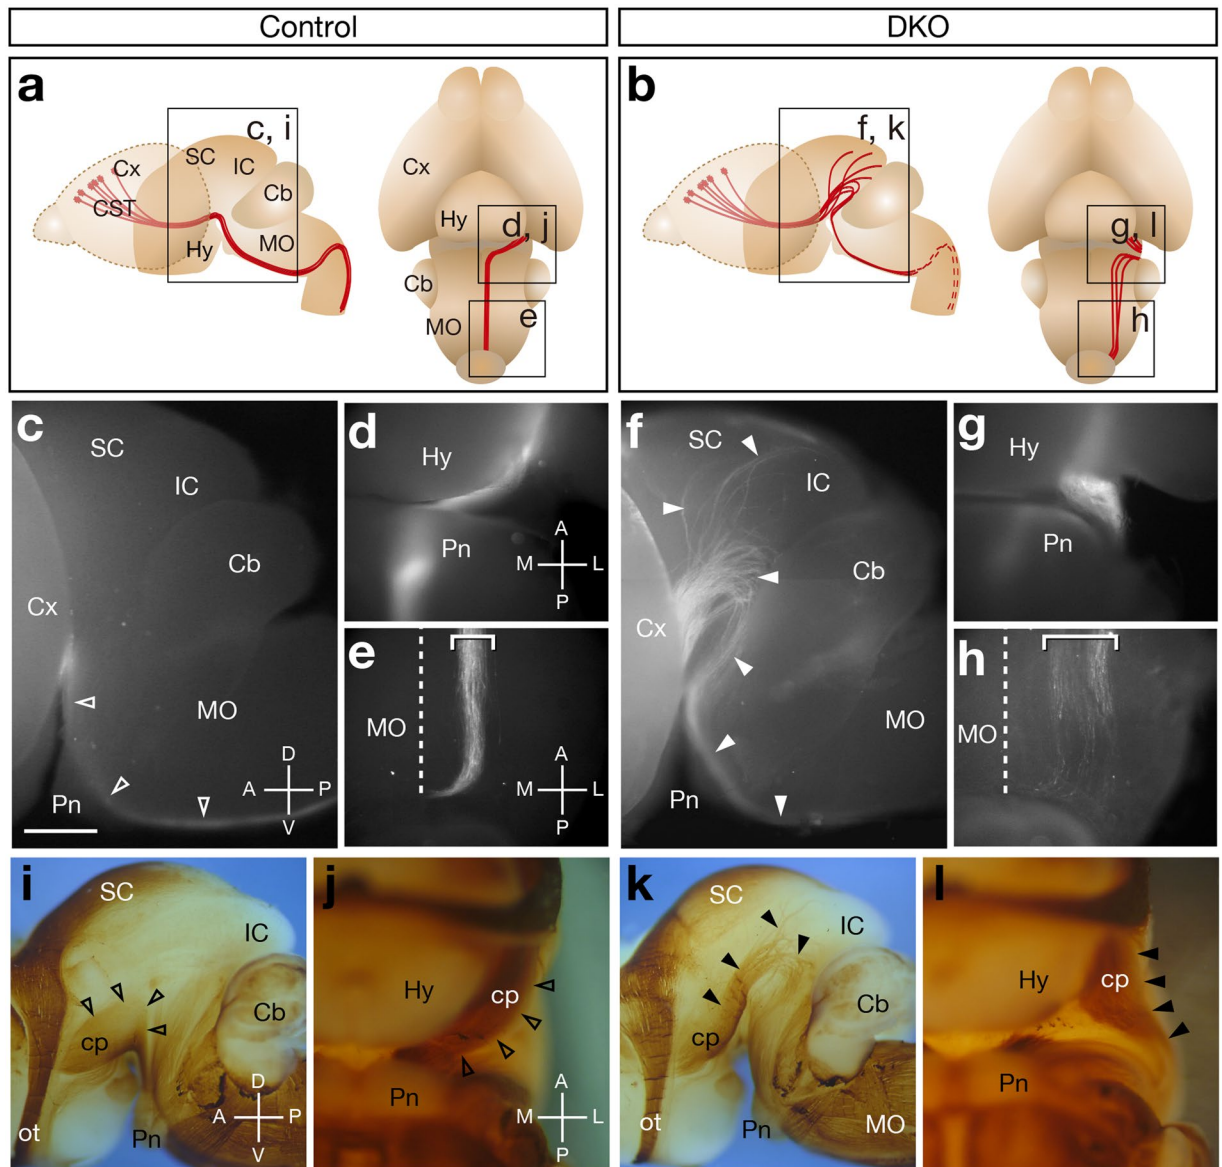 Control
DKO
a
c, i
Cx
SC
IC
Cb
CST
Hy
MO
Cx
Hy
d, j
Cb
MO
e
b
f, k
g, l
h
c
SC
IC
Cb
Cx
MO
Pn
D
A P
V
d
Hy
Pn
A
M L
P
e
MO
A
M L
P
f
SC
IC
Cb
Cx
MO
Pn
g
Hy
Pn
h
MO
i
SC
IC
Cb
cp
ot
Pn
D
A P
V
j
Hy
cp
Pn
A
M L
P
k
SC
IC
Cb
cp
ot
Pn
MO
l
Hy
cp
Pn